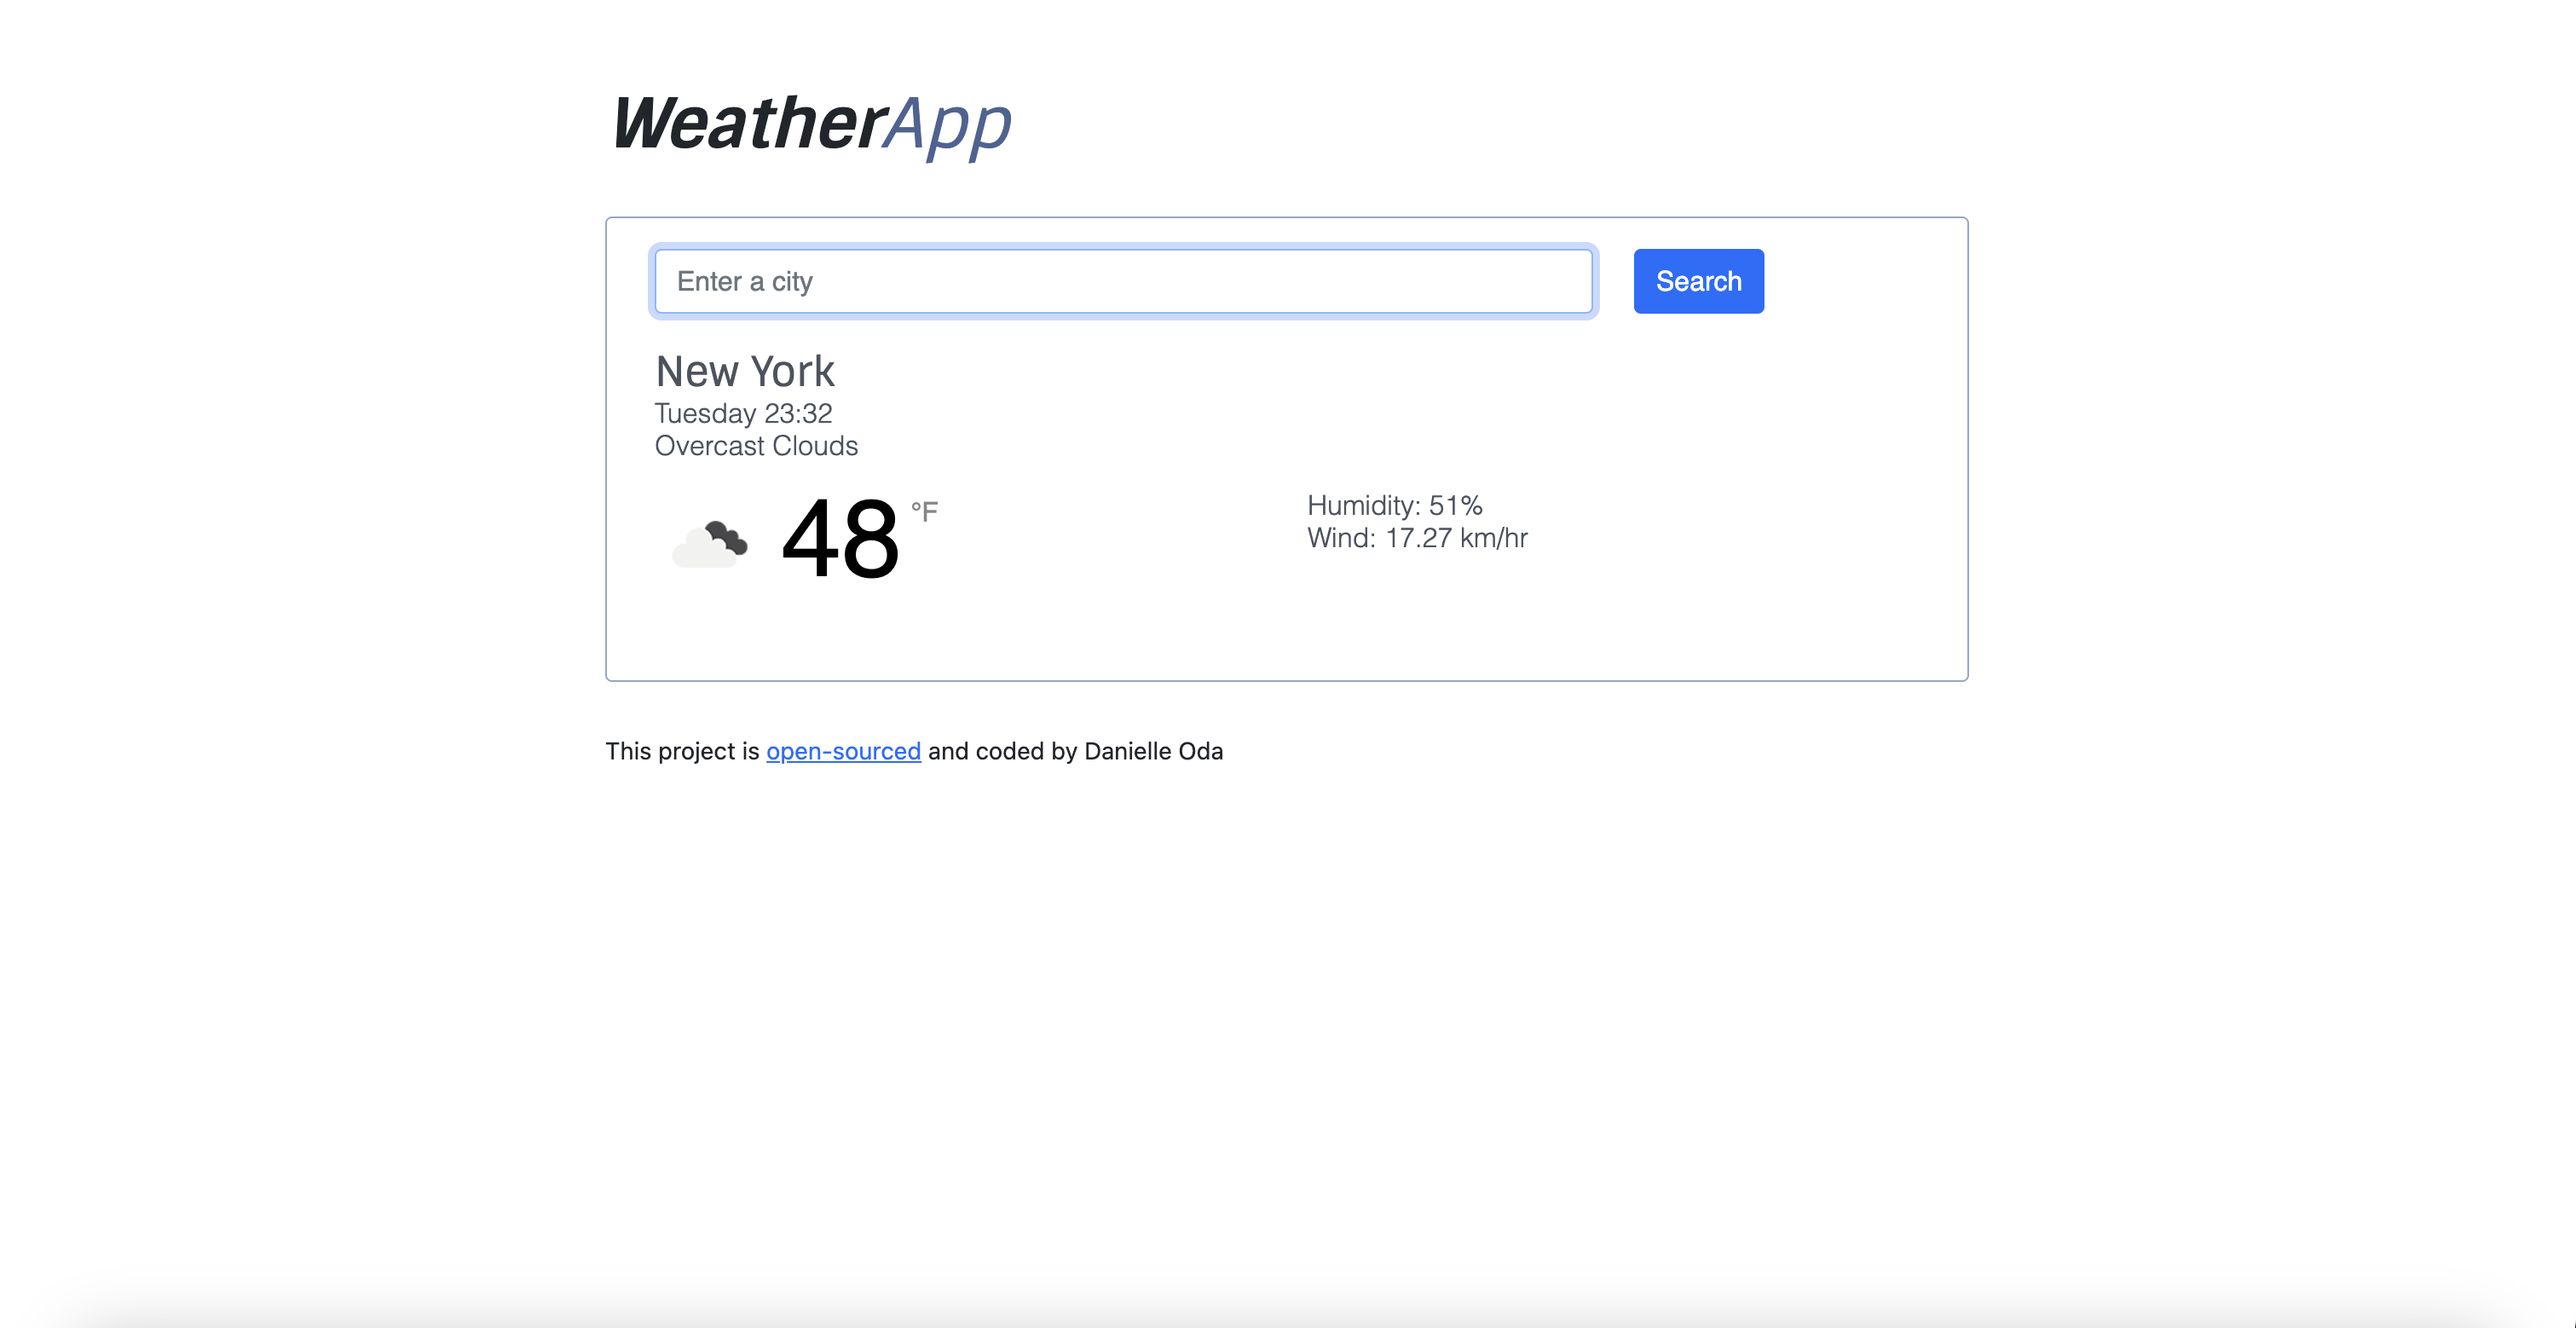 WeatherApp
Enter a city
Search
New York
Tuesday 23:32
Overcast Clouds
48 °F
Humidity: 51%
Wind: 17.27 km/hr
This project is open-sourced and coded by Danielle Oda